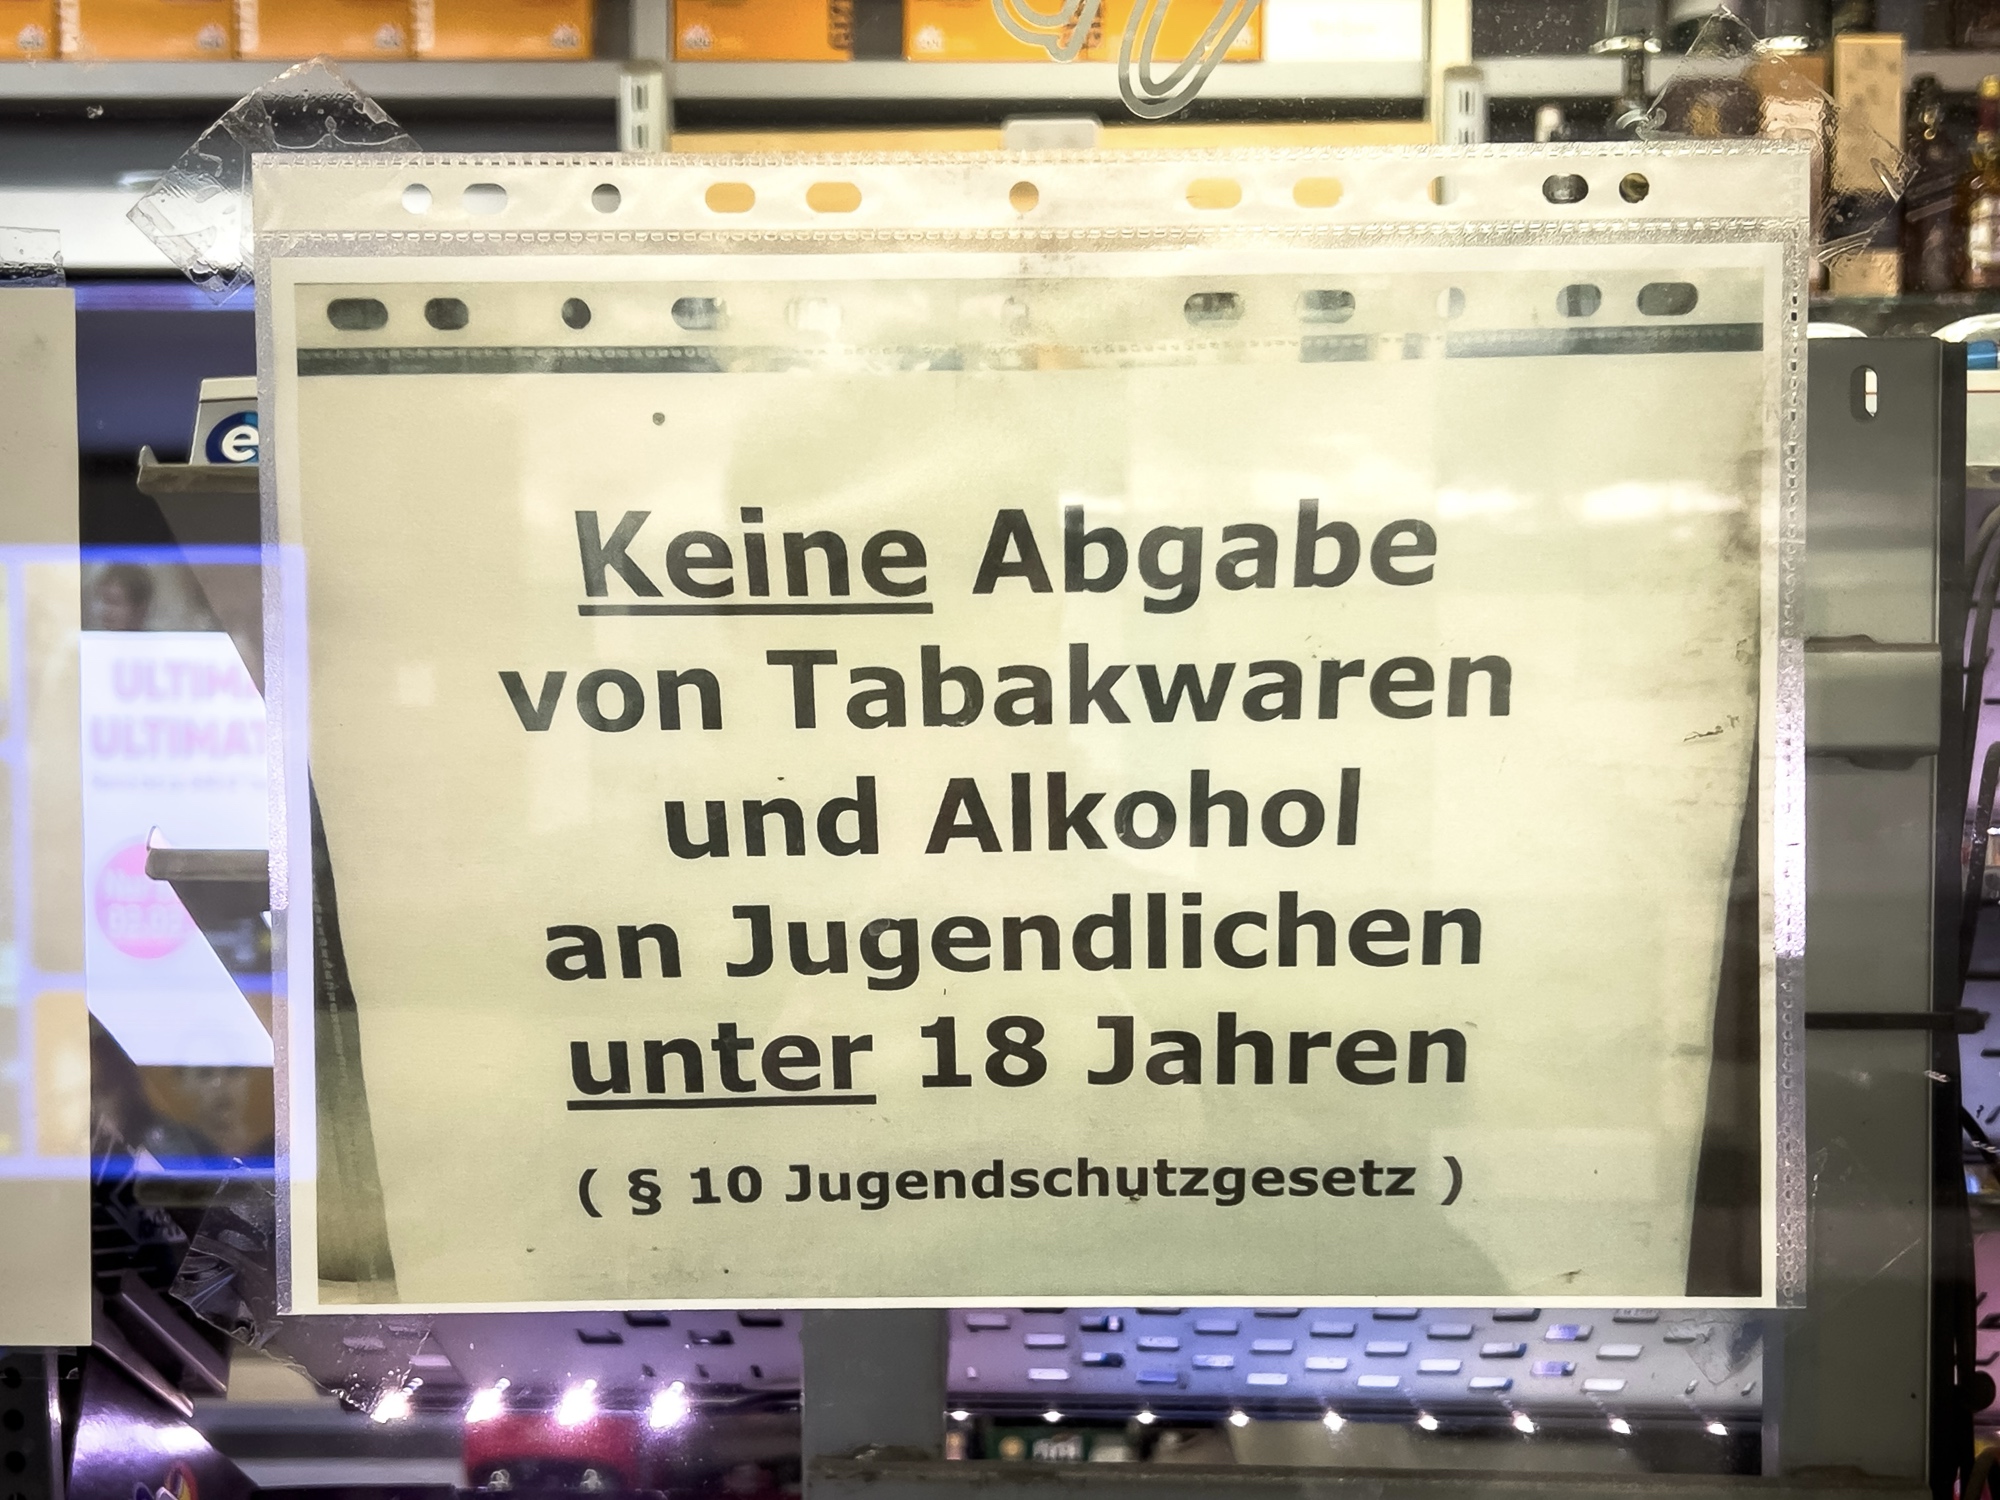 Keine Abgabe
von Tabakwaren
und Alkohol
an Jugendlichen
unter 18 Jahren
( § 10 Jugendschutzgesetz )